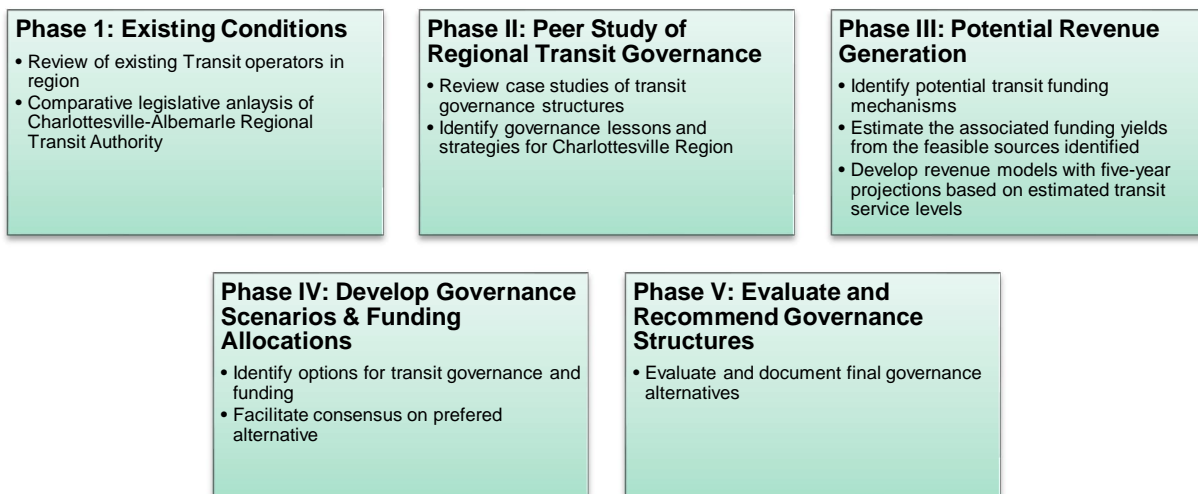 Phase 1: Existing Conditions
• Review of existing Transit operators in
region
• Comparative legislative anlaysis of
Charlottesville-Albemarle Regional
Transit Authority
Phase II: Peer Study of
Regional Transit Governance
• Review case studies of transit
governance structures
• Identify governance lessons and
strategies for Charlottesville Region
Phase III: Potential Revenue
Generation
• Identify potential transit funding
mechanisms
• Estimate the associated funding yields
from the feasible sources identified
• Develop revenue models with five-year
projections based on estimated transit
service levels
Phase IV: Develop Governance
Scenarios & Funding
Allocations
• Identify options for transit governance and
funding
• Facilitate consensus on prefered
alternative
Phase V: Evaluate and
Recommend Governance
Structures
• Evaluate and document final governance
alternatives